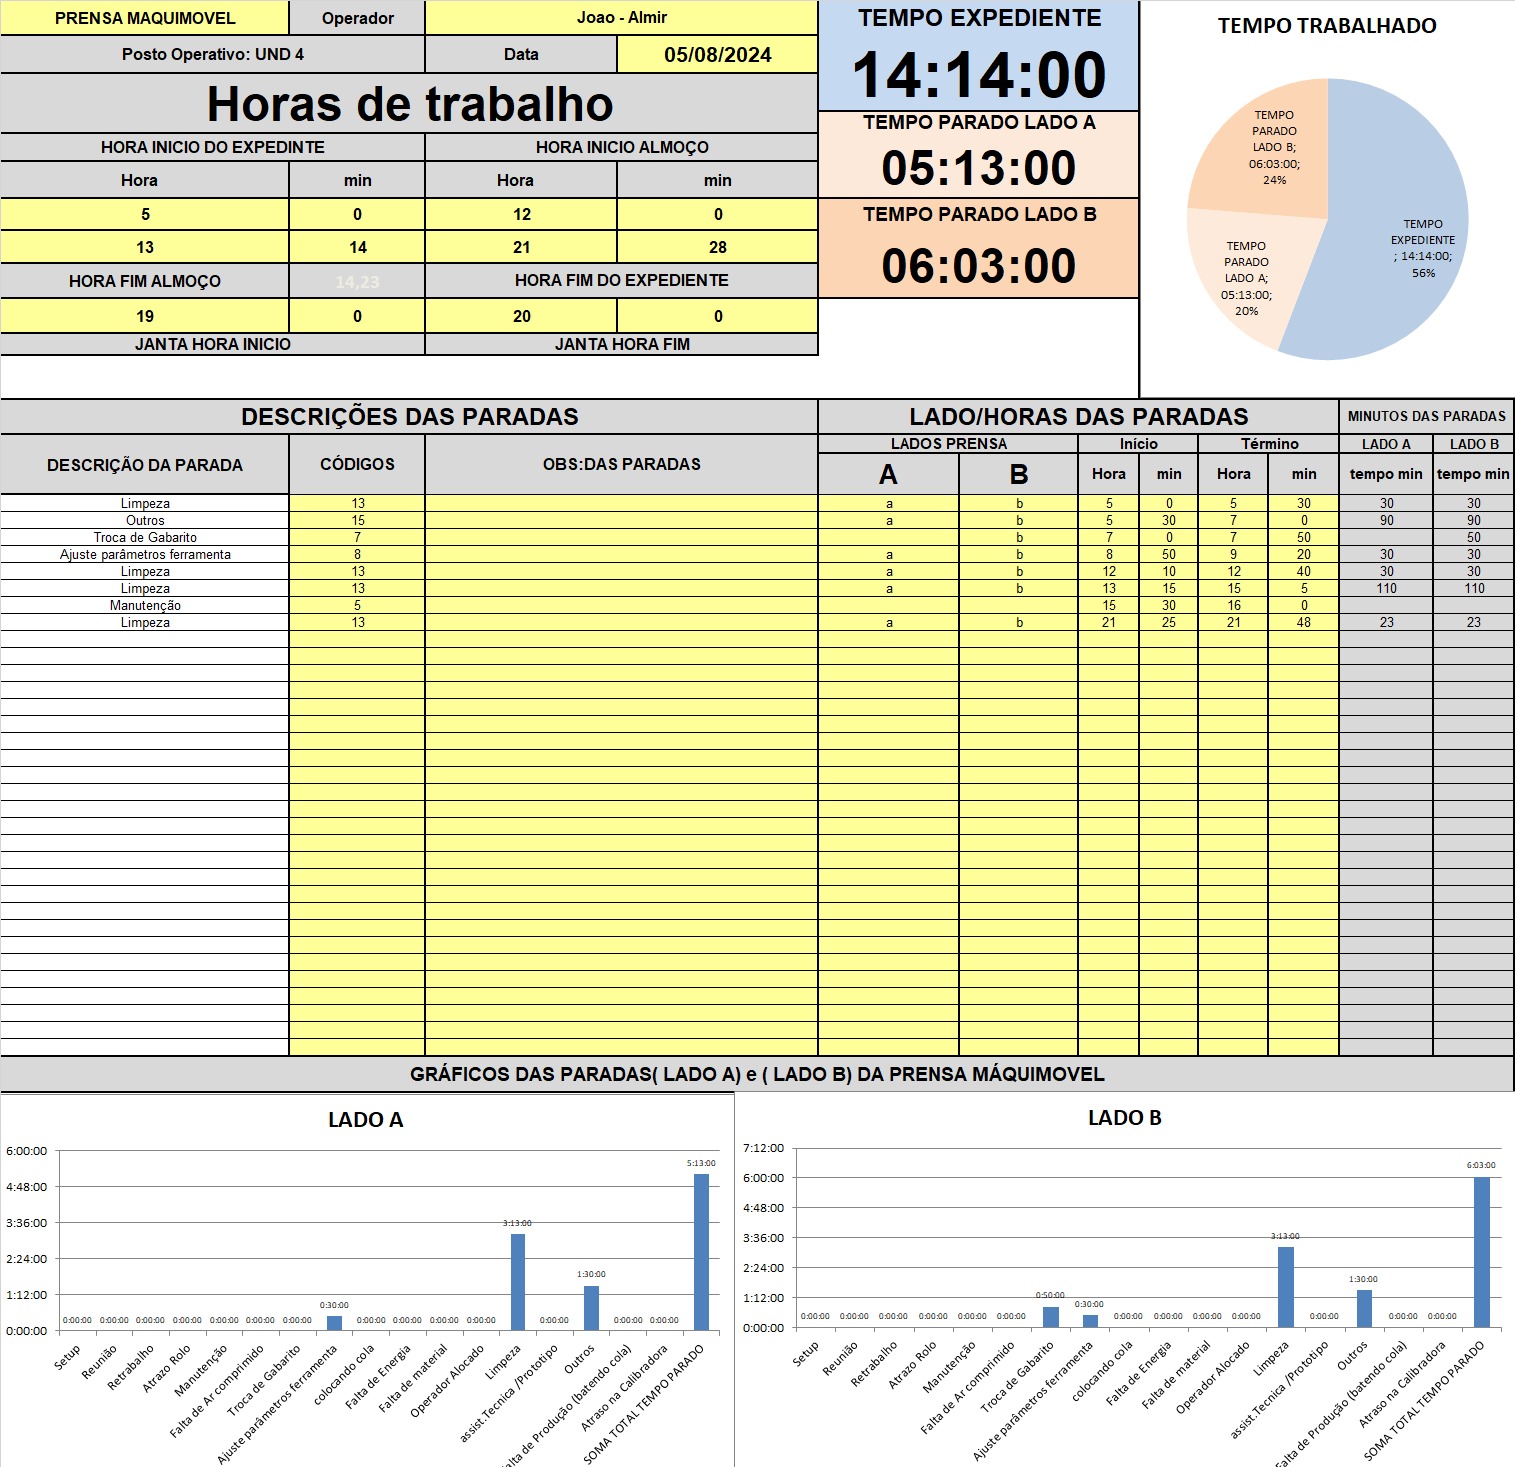 PRENSA MAQUIMOVEL Operador Joao - Almir
Posto Operativo: UND 4 Data 05/08/2024
Horas de trabalho
HORA INICIO DO EXPEDINTE HORA INICIO ALMOÇO
Hora min Hora min
5 0 12 0
13 14 21 28
HORA FIM ALMOÇO 14,23 HORA FIM DO EXPEDIENTE
19 0 20 0
JANTA HORA INICIO JANTA HORA FIM
TEMPO EXPEDIENTE
14:14:00
TEMPO PARADO LADO A
05:13:00
TEMPO PARADO LADO B
06:03:00
TEMPO TRABALHADO
TEMPO
PARADO
LADO B;
06:03:00;
24%
TEMPO
EXPEDIENTE
; 14:14:00;
56%
TEMPO
PARADO
LADO A;
05:13:00;
20%
DESCRIÇÕES DAS PARADAS LADO/HORAS DAS PARADAS MINUTOS DAS PARADAS
DESCRIÇÃO DA PARADA CÓDIGOS OBS:DAS PARADAS LADOS PRENSA Início Término LADO A LADO B
A B Hora min Hora min tempo min tempo min
Limpeza 13 a b 5 0 5 30 30 30
Outros 15 a b 5 30 7 0 90 90
Troca de Gabarito 7 b 7 0 7 50 50
Ajuste parâmetros ferramenta 8 a b 8 50 9 20 30 30
Limpeza 13 a b 12 10 12 40 30 30
Limpeza 13 a b 13 15 15 5 110 110
Manutenção 5 15 30 16 0
Limpeza 13 a b 21 25 21 48 23 23
GRÁFICOS DAS PARADAS( LADO A) e ( LADO B) DA PRENSA MÁQUIMOVEL
LADO A
6:00:00
4:48:00
3:36:00
2:24:00
1:12:00
0:00:00
0:00:00 0:00:00 0:00:00 0:00:00 0:00:00 0:00:00 0:00:00 0:30:00 0:00:00 0:00:00 0:00:00 0:00:00 3:13:00 0:00:00 1:30:00 0:00:00 0:00:00 5:13:00
Setup
Reunião
Retrabalho
Atrazo Rolo
Manutenção
Falta de Ar comprimido
Troca de Gabarito
Ajuste parâmetros ferramenta
colocando cola
Falta de Energia
Falta de material
Operador Alocado
Limpeza
assist.Tecnica /Prototipo
Outros
alta de Produção (batendo cola)
Atraso na Calibradora
SOMA TOTAL TEMPO PARADO
LADO B
7:12:00
6:00:00
4:48:00
3:36:00
2:24:00
1:12:00
0:00:00
0:00:00 0:00:00 0:00:00 0:00:00 0:00:00 0:00:00 0:50:00 0:30:00 0:00:00 0:00:00 0:00:00 0:00:00 3:13:00 0:00:00 1:30:00 0:00:00 0:00:00 6:03:00
Setup
Reunião
Retrabalho
Atrazo Rolo
Manutenção
Falta de Ar comprimido
Troca de Gabarito
Ajuste parâmetros ferramenta
colocando cola
Falta de Energia
Falta de material
Operador Alocado
Limpeza
assist.Tecnica /Prototipo
Outros
Falta de Produção (batendo cola)
Atraso na Calibradora
SOMA TOTAL TEMPO PARADO